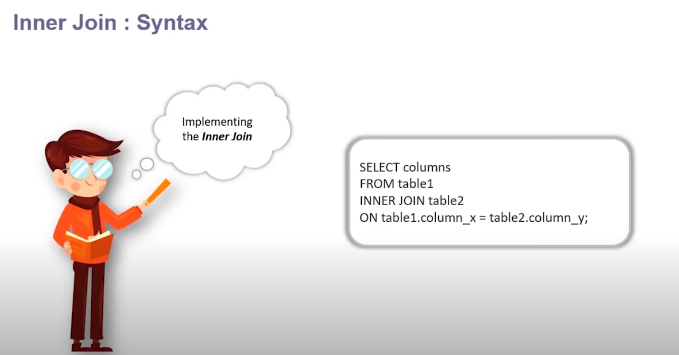 Inner Join : Syntax
Implementing
the Inner Join
SELECT columns
FROM table1
INNER JOIN table2
ON table1.column_x = table2.column_y;